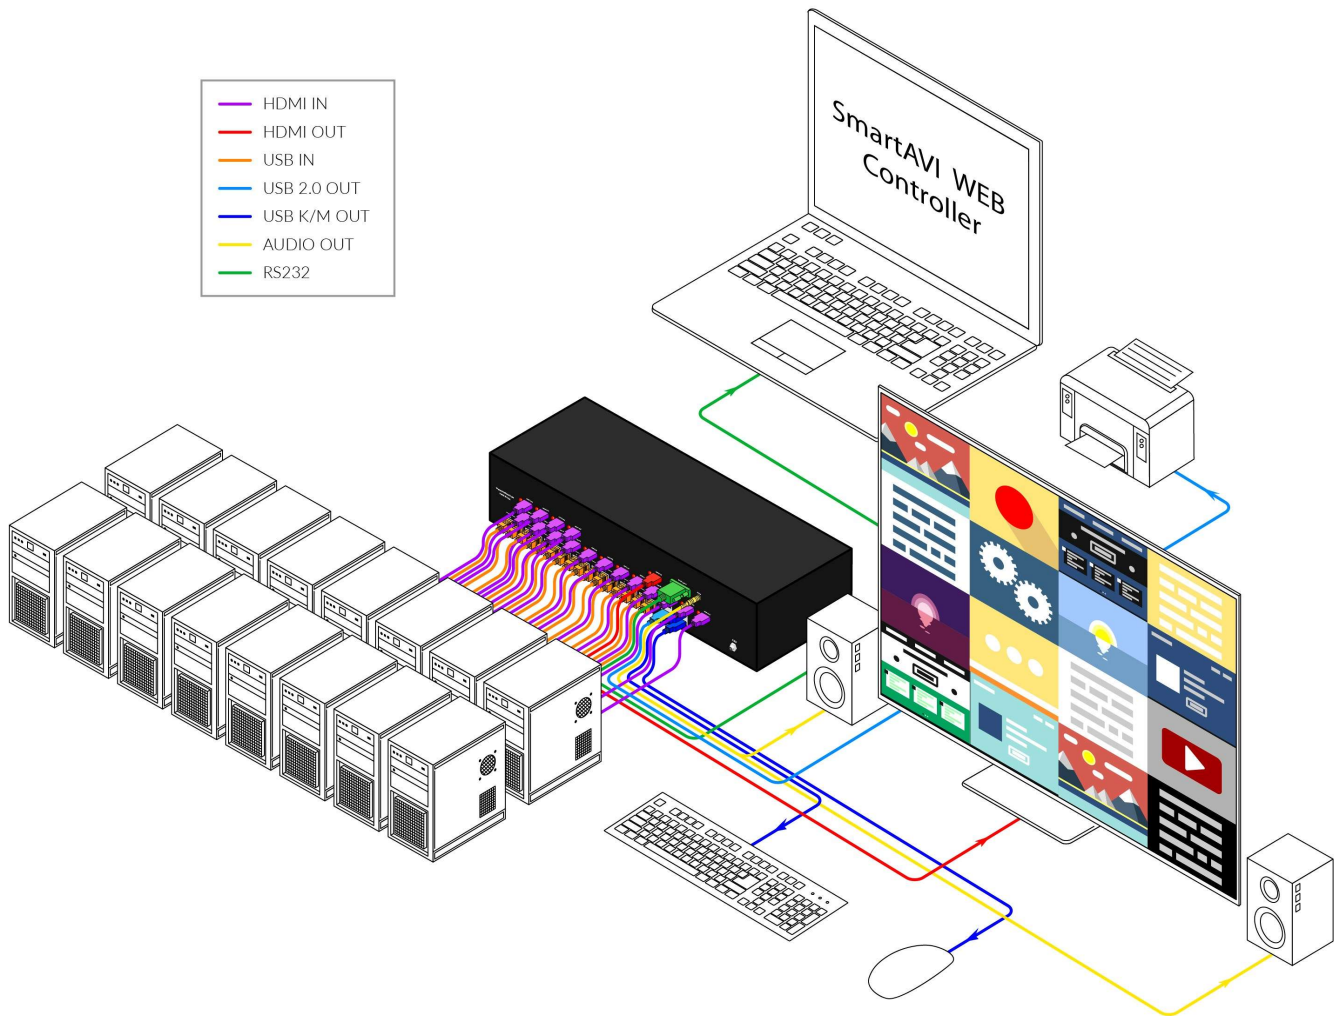 HDMI IN
HDMI OUT
USB IN
USB 2.0 OUT
USB K/M OUT
AUDIO OUT
RS232
SmartAVI WEB
Controller